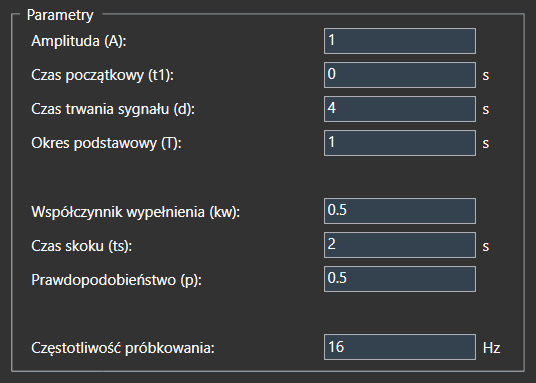 Parametry
Amplituda (A): 1
Czas początkowy (t1): 0 s
Czas trwania sygnału (d): 4 s
Okres podstawowy (T): 1 s
Współczynnik wypełnienia (kw): 0.5
Czas skoku (ts): 2 s
Prawdopodobieństwo (p): 0.5
Częstotliwość próbkowania: 16 Hz